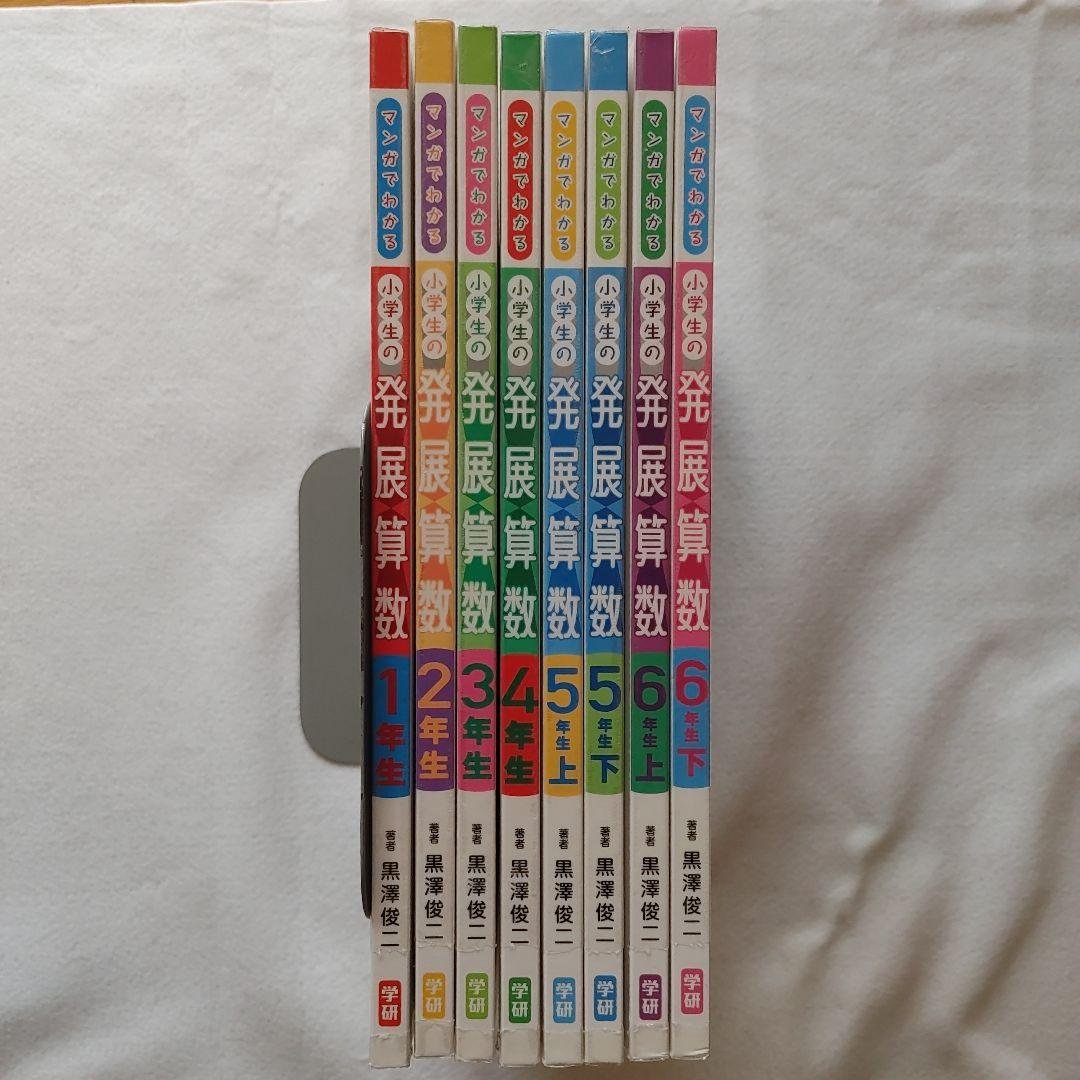 マンガでわかる
小学生の
発展算数
1年生
著者 黒澤俊二
学研
マンガでわかる
小学生の
発展算数
2年生
著者 黒澤俊二
学研
マンガでわかる
小学生の
発展算数
3年生
著者 黒澤俊二
学研
マンガでわかる
小学生の
発展算数
4年生
著者 黒澤俊二
学研
マンガでわかる
小学生の
発展算数
5年生上
著者 黒澤俊二
学研
マンガでわかる
小学生の
発展算数
5年生下
著者 黒澤俊二
学研
マンガでわかる
小学生の
発展算数
6年生上
著者 黒澤俊二
学研
マンガでわかる
小学生の
発展算数
6年生下
著者 黒澤俊二
学研